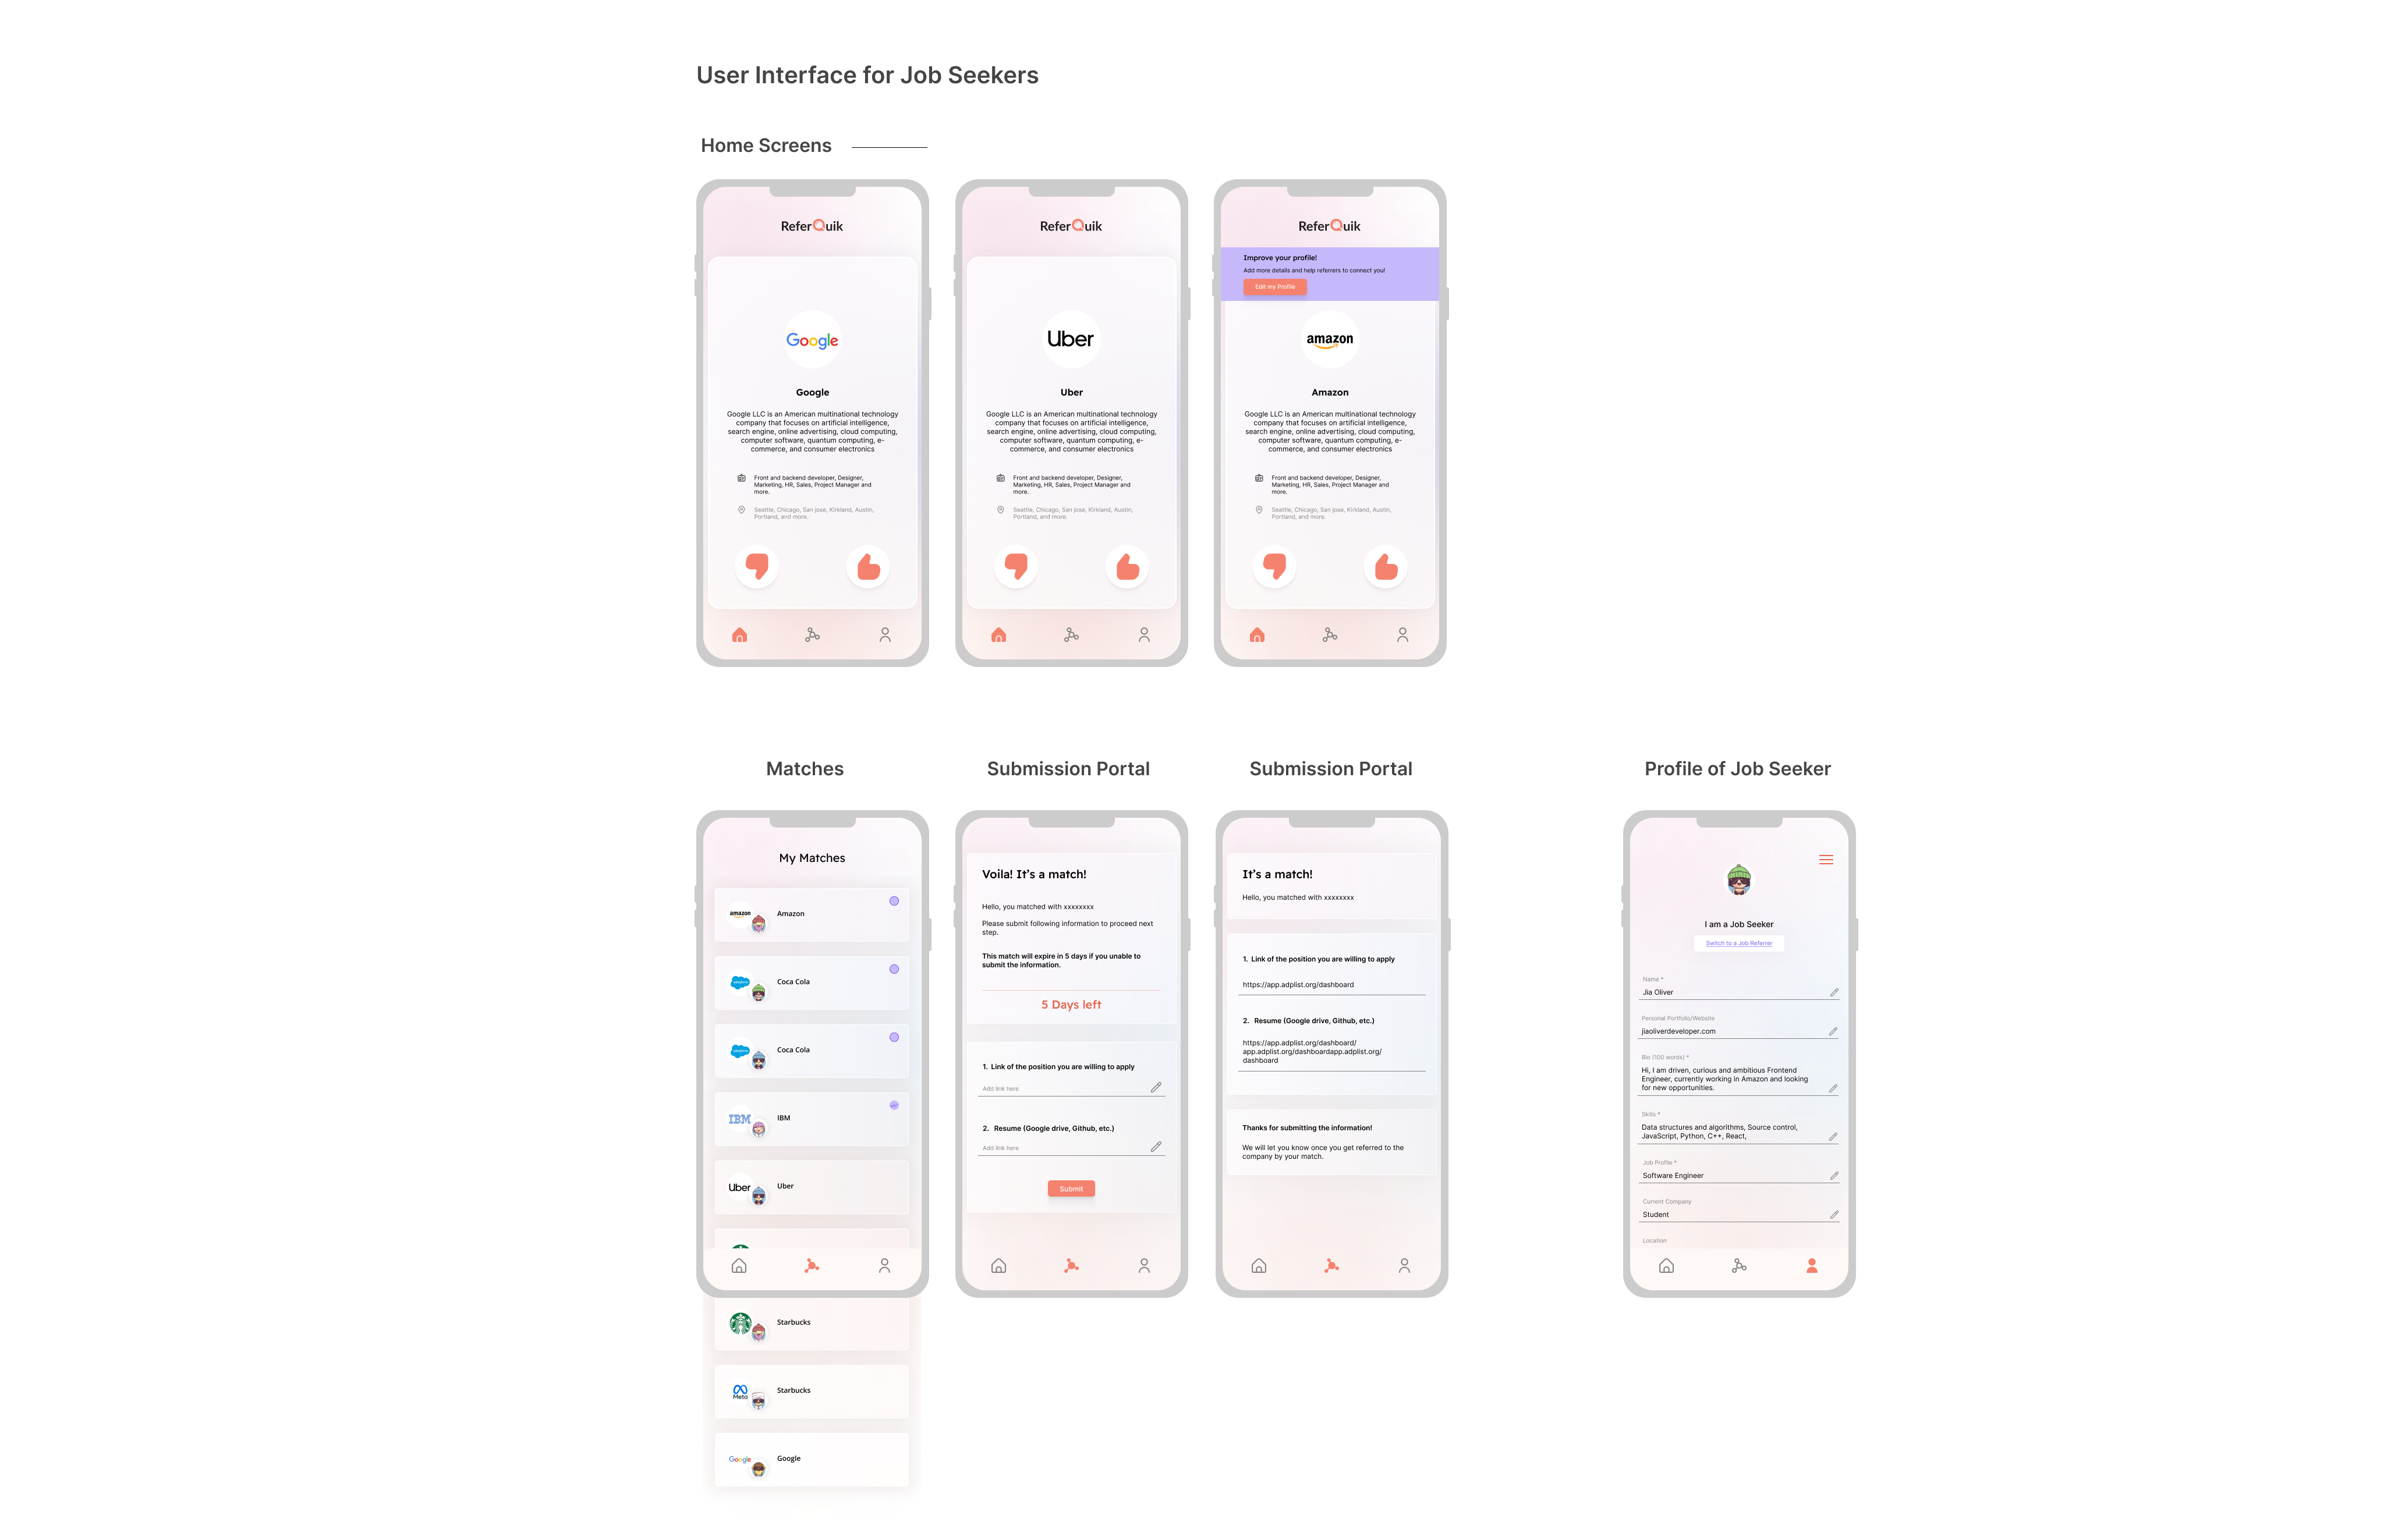 User Interface for Job Seekers
Home Screens
ReferQuik
Google
Google
Google LLC is an American multinational technology
company that focuses on artificial intelligence,
search engine, online advertising, cloud computing,
computer software, quantum computing, e-
commerce, and consumer electronics
Front and backend developer, Designer,
Marketing, HR, Sales, Project Manager and
more.
Seattle, Chicago, San jose, Kirkland, Austin,
Portland, and more.
ReferQuik
Uber
Uber
Google LLC is an American multinational technology
company that focuses on artificial intelligence,
search engine, online advertising, cloud computing,
computer software, quantum computing, e-
commerce, and consumer electronics
Front and backend developer, Designer,
Marketing, HR, Sales, Project Manager and
more.
Seattle, Chicago, San jose, Kirkland, Austin,
Portland, and more.
ReferQuik
Improve your profile!
Add more details and help referrers to connect you!
Edit my Profile
amazon
Amazon
Google LLC is an American multinational technology
company that focuses on artificial intelligence,
search engine, online advertising, cloud computing,
computer software, quantum computing, e-
commerce, and consumer electronics
Front and backend developer, Designer,
Marketing, HR, Sales, Project Manager and
more.
Seattle, Chicago, San jose, Kirkland, Austin,
Portland, and more.
Matches
My Matches
amazon
Amazon
salesforce
Coca Cola
salesforce
Coca Cola
IBM
IBM
Uber
Uber
Starbucks
Meta
Starbucks
Google
Google
Submission Portal
Voila! It's a match!
Hello, you matched with xxxxxxxx
Please submit following information to proceed next
step.
This match will expire in 5 days if you unable to
submit the information.
5 Days left
1. Link of the position you are willing to apply
Add link here
2. Resume (Google drive, Github, etc.)
Add link here
Submit
Submission Portal
It's a match!
Hello, you matched with xxxxxxxx
1. Link of the position you are willing to apply
https://app.adplist.org/dashboard
2. Resume (Google drive, Github, etc.)
https://app.adplist.org/dashboard/
app.adplist.org/dashboardapp.adplist.org/
dashboard
Thanks for submitting the information!
We will let you know once you get referred to the
company by your match.
Profile of Job Seeker
I am a Job Seeker
Switch to a Job Referrer
Name *
Jia Oliver
Personal Portfolio/Website
jiaoliverdeveloper.com
Bio (100 words) *
Hi, I am driven, curious and ambitious Frontend
Engineer, currently working in Amazon and looking
for new opportunities.
Skills *
Data structures and algorithms, Source control,
JavaScript, Python, C++, React,
Job Profile *
Software Engineer
Current Company
Student
Location